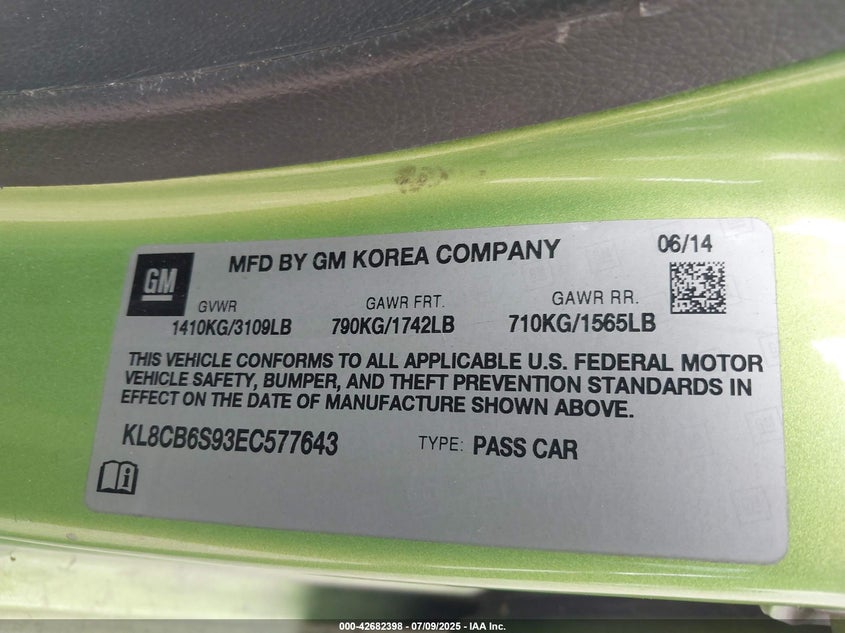 GM
MFD BY GM KOREA COMPANY
06/14
GVWR
1410KG/3109LB
GAWR FRT.
790KG/1742LB
GAWR RR.
710KG/1565LB
THIS VEHICLE CONFORMS TO ALL APPLICABLE U.S. FEDERAL MOTOR
VEHICLE SAFETY, BUMPER, AND THEFT PREVENTION STANDARDS IN
EFFECT ON THE DATE OF MANUFACTURE SHOWN ABOVE.
KL8CB6S93EC577643
TYPE: PASS CAR
000-42682398 - 07/09/2025 - IAA Inc.